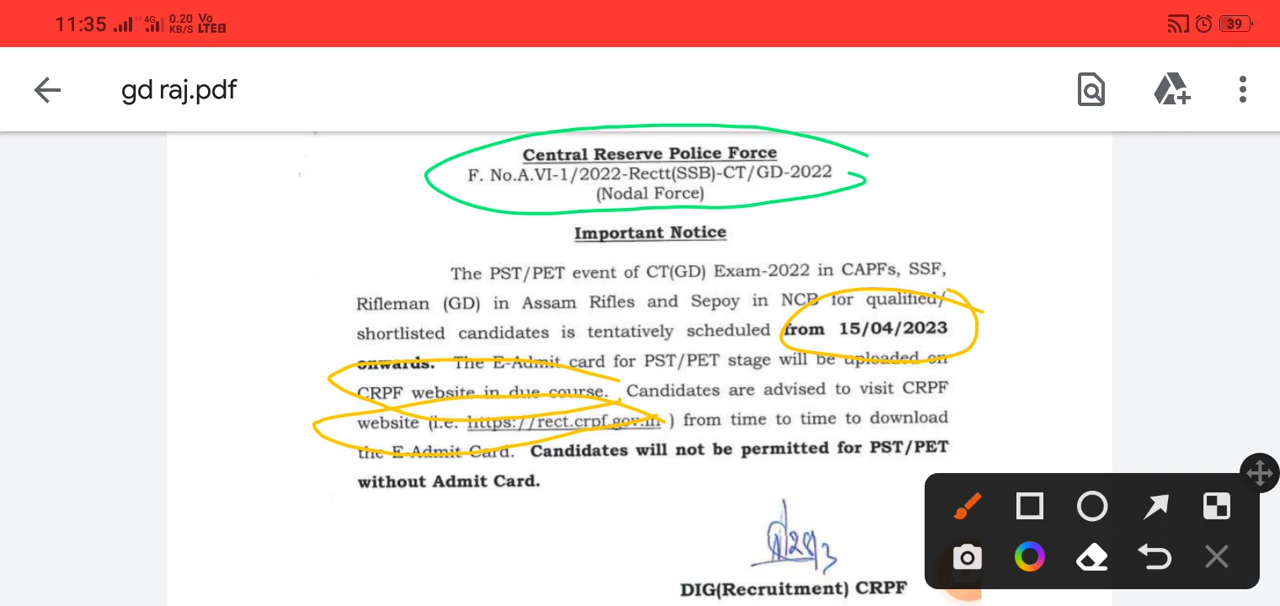 11:35 4G 0.20 KB/S Vo LTE 39
gd raj.pdf
Central Reserve Police Force
F. No.A.VI-1/2022-Rectt(SSB)-CT/GD-2022
(Nodal Force)
Important Notice
The PST/PET event of CT(GD) Exam-2022 in CAPFs, SSF,
Rifleman (GD) in Assam Rifles and Sepoy in NCB for qualified/
shortlisted candidates is tentatively scheduled from 15/04/2023
onwards. The E-Admit card for PST/PET stage will be uploaded on
CRPF website in due course. Candidates are advised to visit CRPF
website (i.e. https://rect.crpf.gov.in ) from time to time to download
the E-Admit Card. Candidates will not be permitted for PST/PET
without Admit Card.
DIG(Recruitment) CRPF